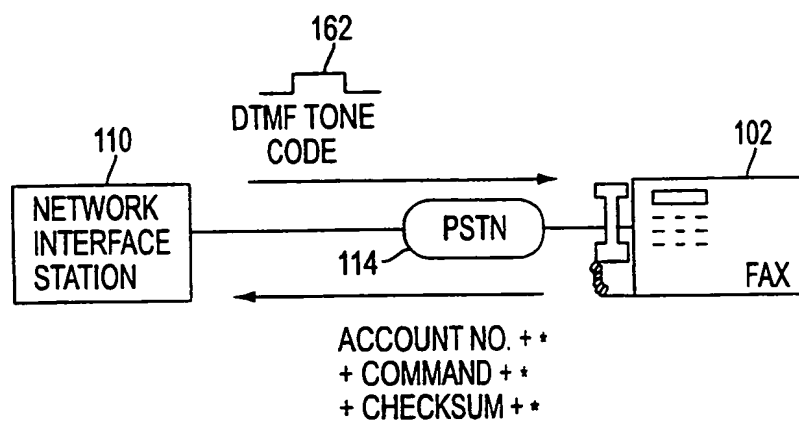 162
DTMF TONE
CODE
110
102
NETWORK
INTERFACE
STATION
PSTN
114
FAX
ACCOUNT NO. + *
+ COMMAND + *
+ CHECKSUM + *